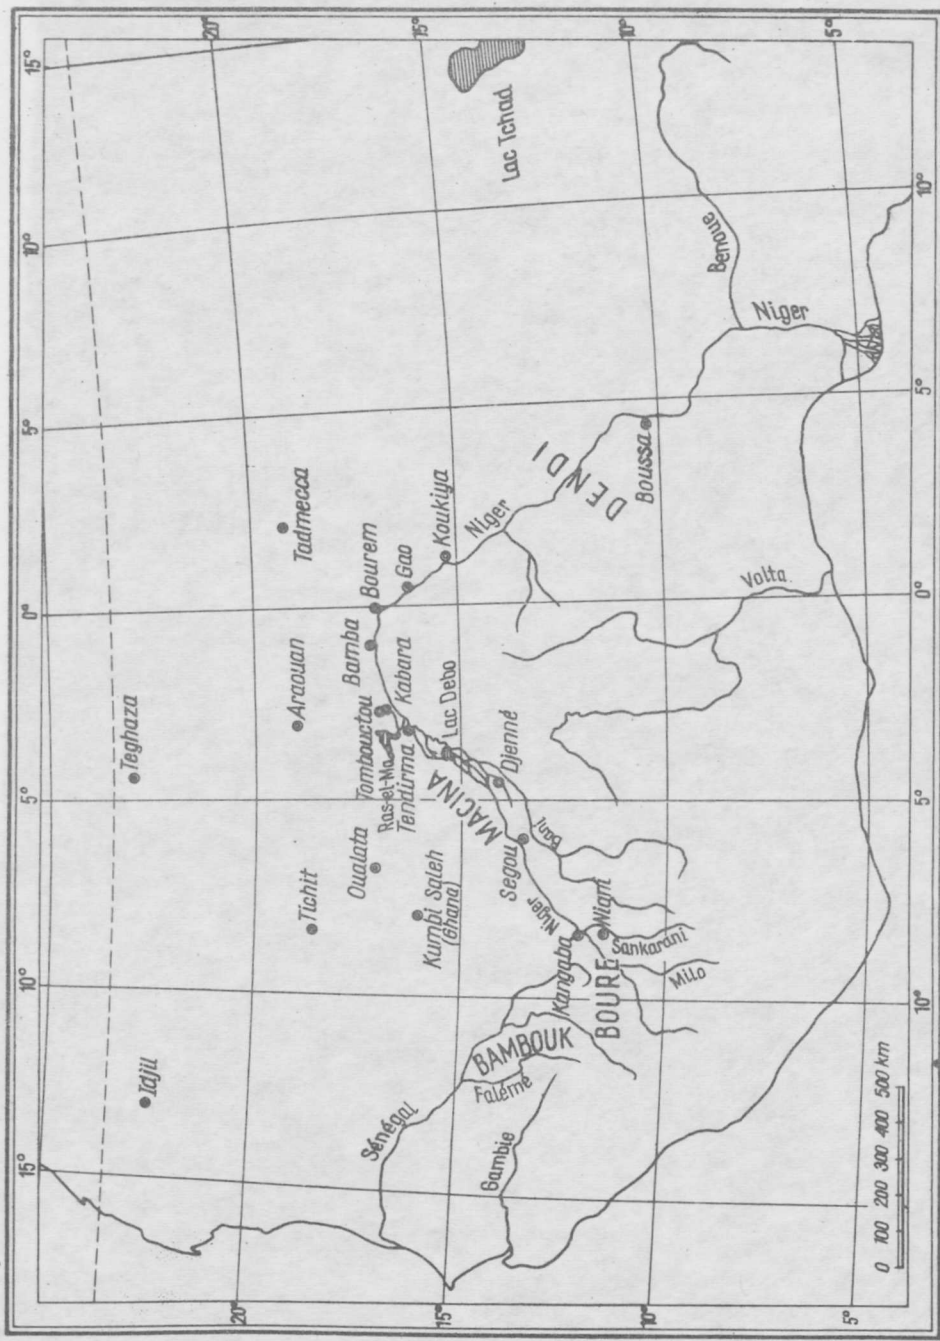 15°
10°
5°
0°
5°
10°
15°
20°
20°
15°
15°
10°
10°
5°
5°
Idjil
Teghaza
Tichit
Araouan
Tadmecca
Oualata
Tombouctou
Bamba
Bourem
Ras-el-Ma
Kabara
Gao
Tendirma
Kumbi Saleh
(Ghana)
Koukiya
Lac Debo
MACINA
Sénégal
Niger
Djenné
Segou
Lac Tchad
Bani
DENDI
Niger
BAMBOUK
Falémé
Gambie
Kangaba
Niani
BOURE
Sankarani
Milo
Boussa
Benoue
Volta
Niger
0 100 200 300 400 500 km
10°
5°
0°
5°
10°